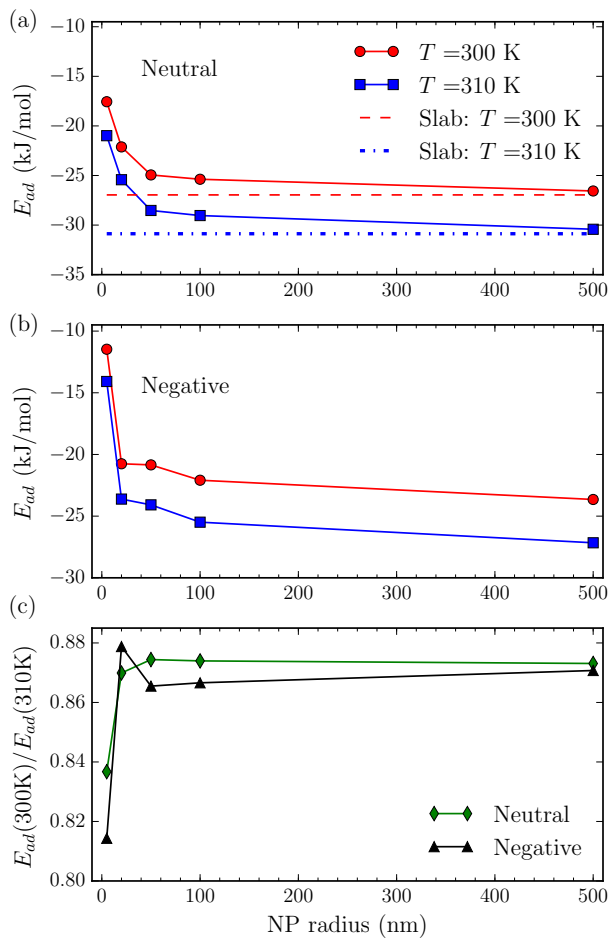 (a)
−10
−15
−20
−25
−30
−35
E_ad (kJ/mol)
Neutral
T =300 K
T =310 K
Slab: T =300 K
Slab: T =310 K
0 100 200 300 400 500
(b)
−10
−15
−20
−25
−30
E_ad (kJ/mol)
Negative
0 100 200 300 400 500
(c)
0.88
0.86
0.84
0.82
0.80
E_ad(300K)/E_ad(310K)
Neutral
Negative
0 100 200 300 400 500
NP radius (nm)